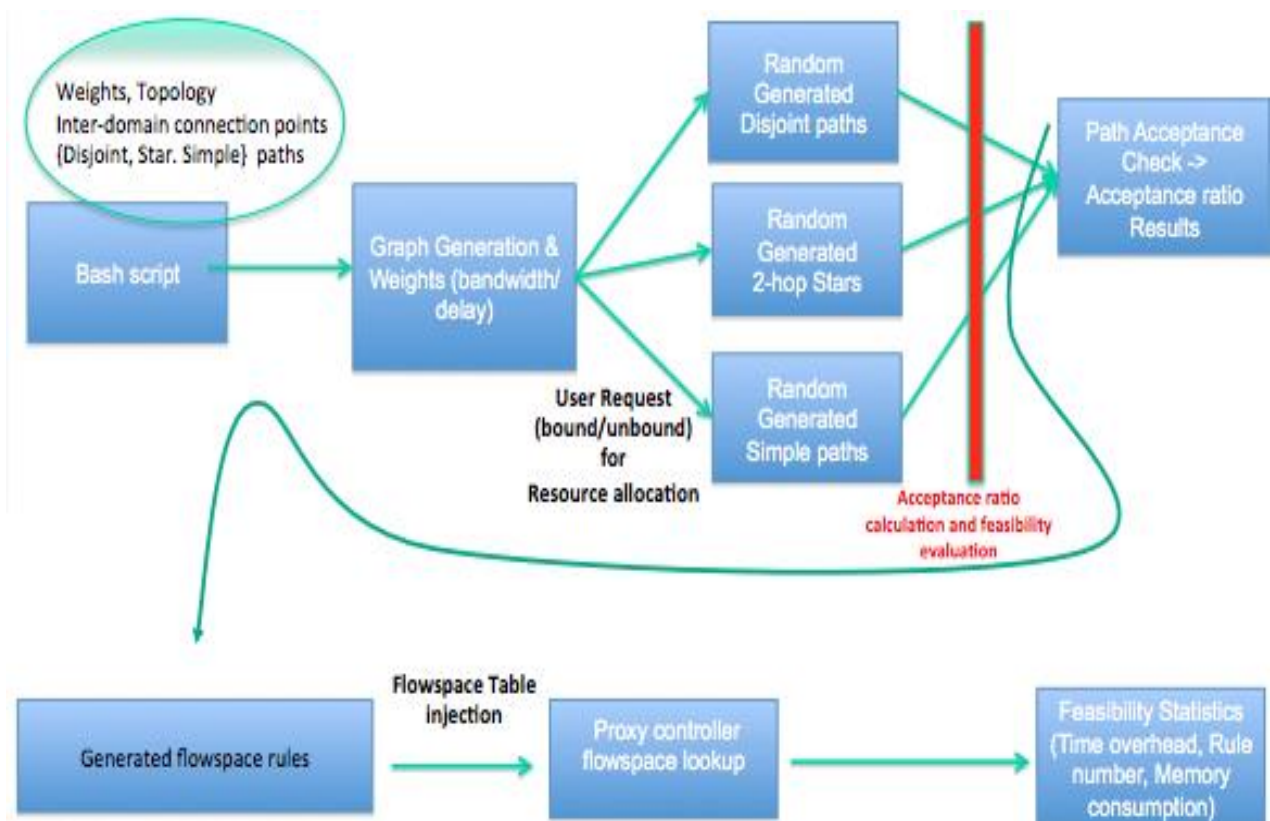 Weights, Topology
Inter-domain connection points
{Disjoint, Star. Simple} paths
Bash script
Graph Generation &
Weights (bandwidth/
delay)
Random
Generated
Disjoint paths
Random
Generated
2-hop Stars
Random
Generated
Simple paths
Path Acceptance
Check ->
Acceptance ratio
Results
User Request
(bound/unbound)
for
Resource allocation
Acceptance ratio
calculation and feasibility
evaluation
Generated flowspace rules
Flowspace Table
injection
Proxy controller
flowspace lookup
Feasibility Statistics
(Time overhead, Rule
number, Memory
consumption)